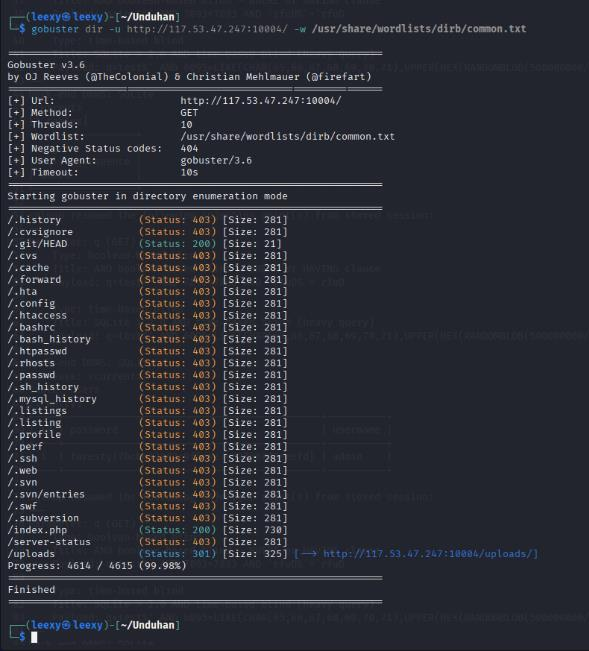 ┌──(leexy㉿leexy)-[~/Unduhan]
└─$ gobuster dir -u http://117.53.47.247:10004/ -w /usr/share/wordlists/dirb/common.txt
Gobuster v3.6
by OJ Reeves (@TheColonial) & Christian Mehlmauer (@firefart)
[+] Url: http://117.53.47.247:10004/
[+] Method: GET
[+] Threads: 10
[+] Wordlist: /usr/share/wordlists/dirb/common.txt
[+] Negative Status codes: 404
[+] User Agent: gobuster/3.6
[+] Timeout: 10s
Starting gobuster in directory enumeration mode
/.history (Status: 403) [Size: 281]
/.cvsignore (Status: 403) [Size: 281]
/.git/HEAD (Status: 200) [Size: 21]
/.cvs (Status: 403) [Size: 281]
/.cache (Status: 403) [Size: 281]
/.forward (Status: 403) [Size: 281]
/.hta (Status: 403) [Size: 281]
/.config (Status: 403) [Size: 281]
/.htaccess (Status: 403) [Size: 281]
/.bashrc (Status: 403) [Size: 281]
/.bash_history (Status: 403) [Size: 281]
/.htpasswd (Status: 403) [Size: 281]
/.rhosts (Status: 403) [Size: 281]
/.passwd (Status: 403) [Size: 281]
/.sh_history (Status: 403) [Size: 281]
/.mysql_history (Status: 403) [Size: 281]
/.listings (Status: 403) [Size: 281]
/.listing (Status: 403) [Size: 281]
/.profile (Status: 403) [Size: 281]
/.perf (Status: 403) [Size: 281]
/.ssh (Status: 403) [Size: 281]
/.web (Status: 403) [Size: 281]
/.svn (Status: 403) [Size: 281]
/.svn/entries (Status: 403) [Size: 281]
/.swf (Status: 403) [Size: 281]
/.subversion (Status: 403) [Size: 281]
/index.php (Status: 200) [Size: 730]
/server-status (Status: 403) [Size: 281]
/uploads (Status: 301) [Size: 325] [--> http://117.53.47.247:10004/uploads/]
Progress: 4614 / 4615 (99.98%)
Finished
┌──(leexy㉿leexy)-[~/Unduhan]
└─$